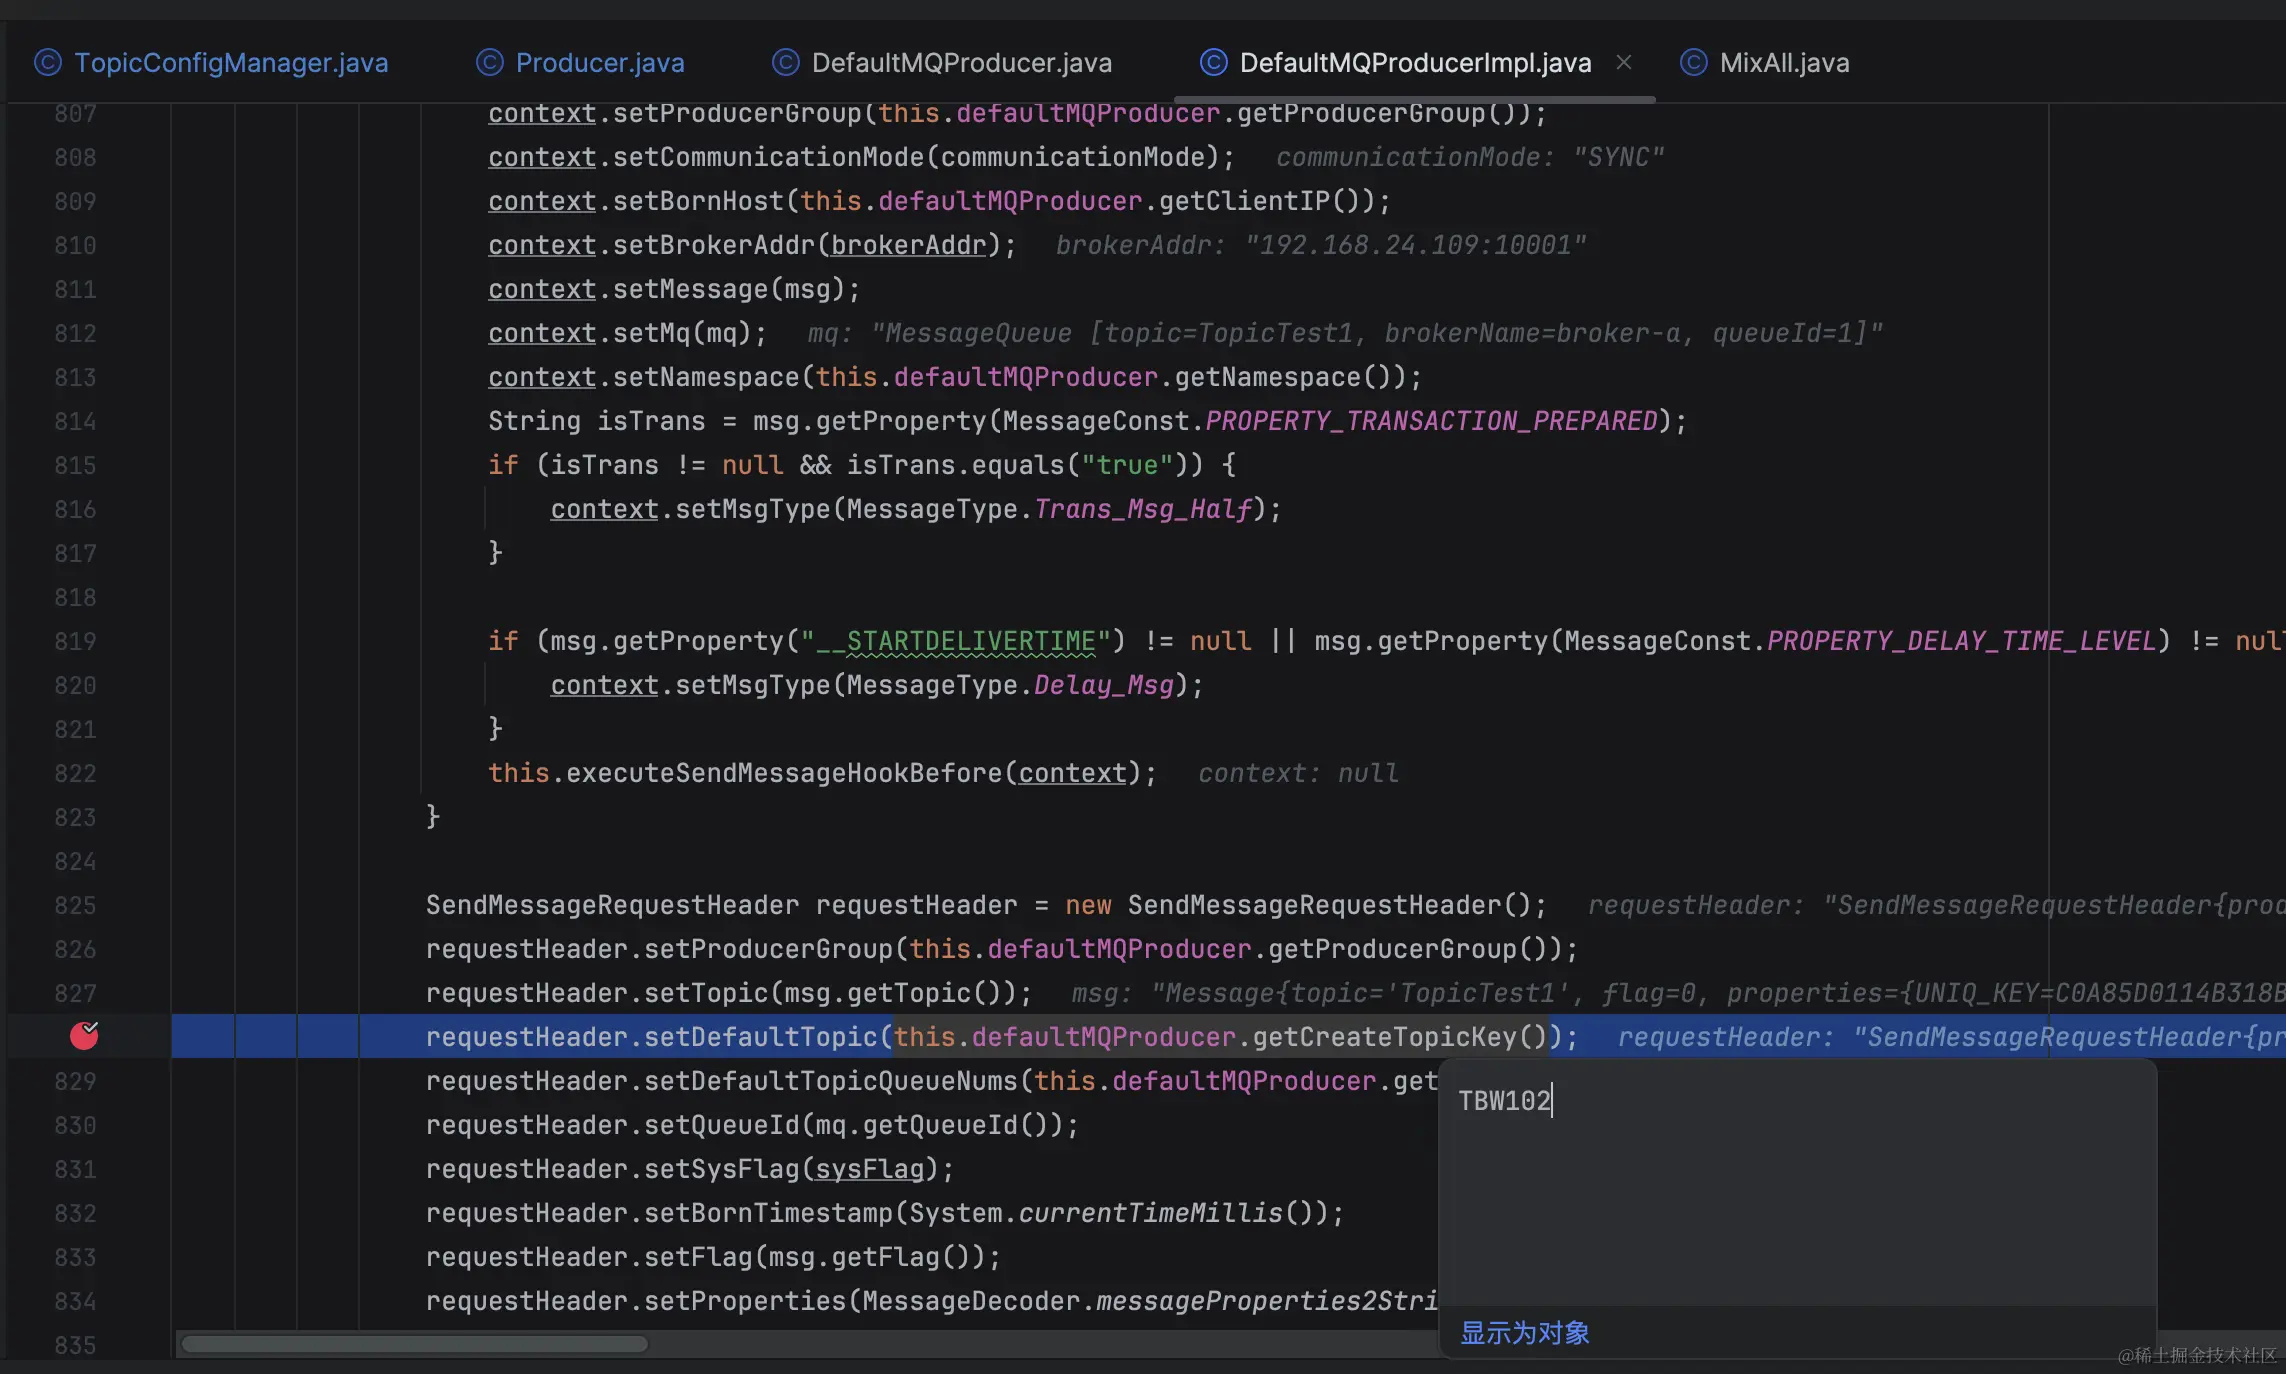 TopicConfigManager.java Producer.java DefaultMQProducer.java DefaultMQProducerImpl.java MixAll.java
807 context.setProducerGroup(this.defaultMQProducer.getProducerGroup());
808 context.setCommunicationMode(communicationMode); communicationMode: "SYNC"
809 context.setBornHost(this.defaultMQProducer.getClientIP());
810 context.setBrokerAddr(brokerAddr); brokerAddr: "192.168.24.109:10001"
811 context.setMessage(msg);
812 context.setMq(mq); mq: "MessageQueue [topic=TopicTest1, brokerName=broker-a, queueId=1]"
813 context.setNamespace(this.defaultMQProducer.getNamespace());
814 String isTrans = msg.getProperty(MessageConst.PROPERTY_TRANSACTION_PREPARED);
815 if (isTrans != null && isTrans.equals("true")) {
816 context.setMsgType(MessageType.Trans_Msg_Half);
817 }
818
819 if (msg.getProperty("__STARTDELIVERTIME") != null || msg.getProperty(MessageConst.PROPERTY_DELAY_TIME_LEVEL) != null
820 context.setMsgType(MessageType.Delay_Msg);
821 }
822 this.executeSendMessageHookBefore(context); context: null
823 }
824
825 SendMessageRequestHeader requestHeader = new SendMessageRequestHeader(); requestHeader: "SendMessageRequestHeader{prod
826 requestHeader.setProducerGroup(this.defaultMQProducer.getProducerGroup());
827 requestHeader.setTopic(msg.getTopic()); msg: "Message{topic='TopicTest1', flag=0, properties={UNIQ_KEY=C0A85D0114B318B
requestHeader.setDefaultTopic(this.defaultMQProducer.getCreateTopicKey()); requestHeader: "SendMessageRequestHeader{pr
829 requestHeader.setDefaultTopicQueueNums(this.defaultMQProducer.get
TBW102
830 requestHeader.setQueueId(mq.getQueueId());
831 requestHeader.setSysFlag(sysFlag);
832 requestHeader.setBornTimestamp(System.currentTimeMillis());
833 requestHeader.setFlag(msg.getFlag());
834 requestHeader.setProperties(MessageDecoder.messageProperties2Stri
显示为对象
835
@稀土掘金技术社区